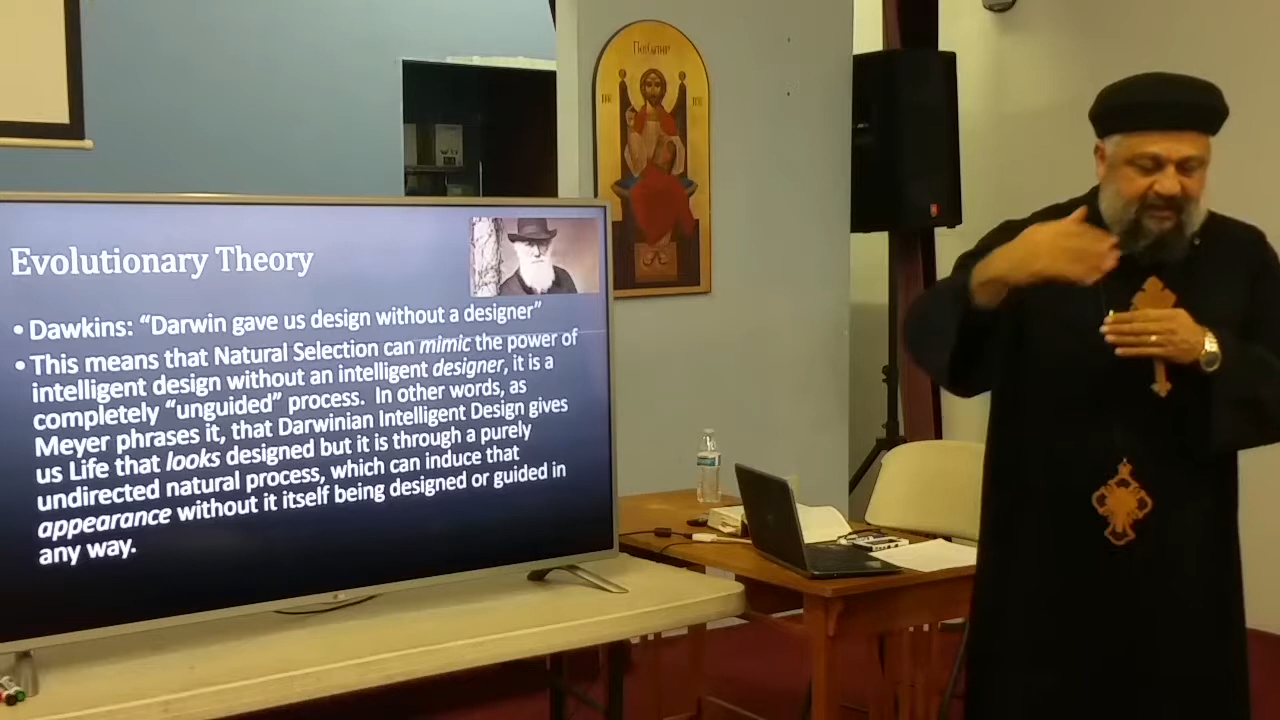 Evolutionary Theory
• Dawkins: “Darwin gave us design without a designer”
• This means that Natural Selection can mimic the power of
intelligent design without an intelligent designer, it is a
completely “unguided” process. In other words, as
Meyer phrases it, that Darwinian Intelligent Design gives
us Life that looks designed but it is through a purely
undirected natural process, which can induce that
appearance without it itself being designed or guided in
any way.